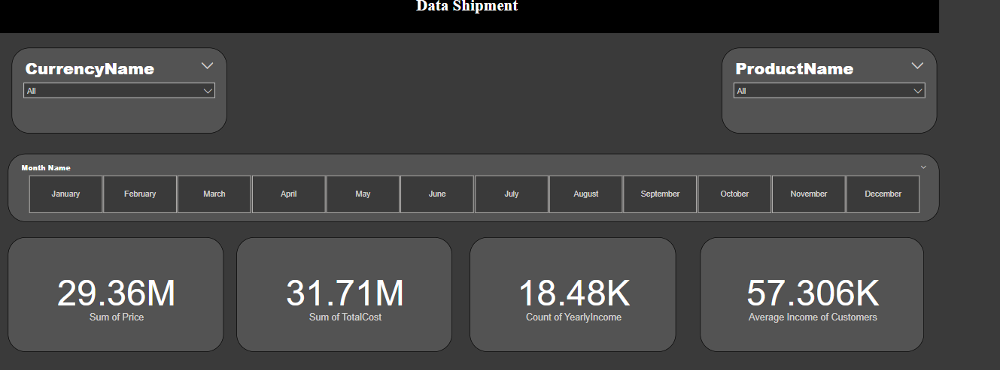 Data Shipment
CurrencyName
All
ProductName
All
Month Name
January February March April May June July August September October November December
29.36M
Sum of Price
31.71M
Sum of TotalCost
18.48K
Count of YearlyIncome
57.306K
Average Income of Customers